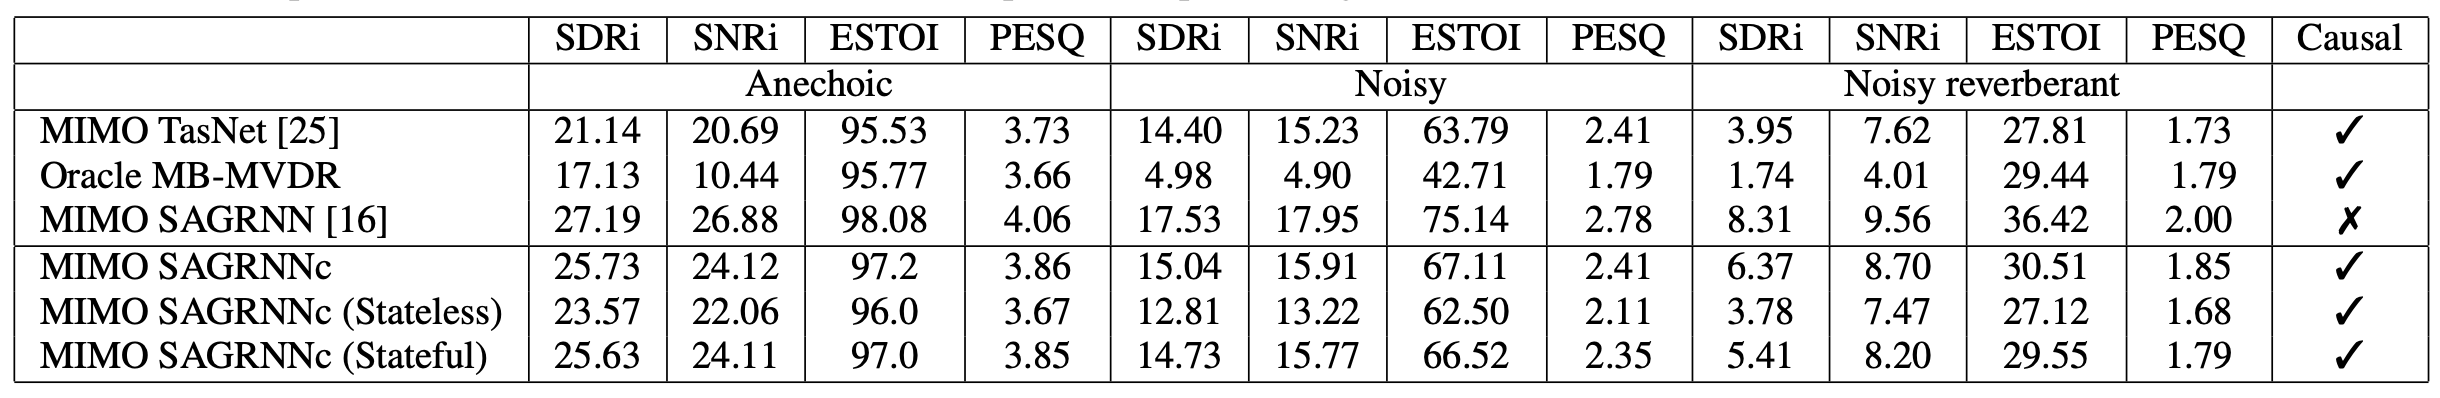 SDRi SNRi ESTOI PESQ SDRi SNRi ESTOI PESQ SDRi SNRi ESTOI PESQ Causal
Anechoic Noisy Noisy reverberant
MIMO TasNet [25] 21.14 20.69 95.53 3.73 14.40 15.23 63.79 2.41 3.95 7.62 27.81 1.73 ✓
Oracle MB-MVDR 17.13 10.44 95.77 3.66 4.98 4.90 42.71 1.79 1.74 4.01 29.44 1.79 ✓
MIMO SAGRNN [16] 27.19 26.88 98.08 4.06 17.53 17.95 75.14 2.78 8.31 9.56 36.42 2.00 ✗
MIMO SAGRNNc 25.73 24.12 97.2 3.86 15.04 15.91 67.11 2.41 6.37 8.70 30.51 1.85 ✓
MIMO SAGRNNc (Stateless) 23.57 22.06 96.0 3.67 12.81 13.22 62.50 2.11 3.78 7.47 27.12 1.68 ✓
MIMO SAGRNNc (Stateful) 25.63 24.11 97.0 3.85 14.73 15.77 66.52 2.35 5.41 8.20 29.55 1.79 ✓